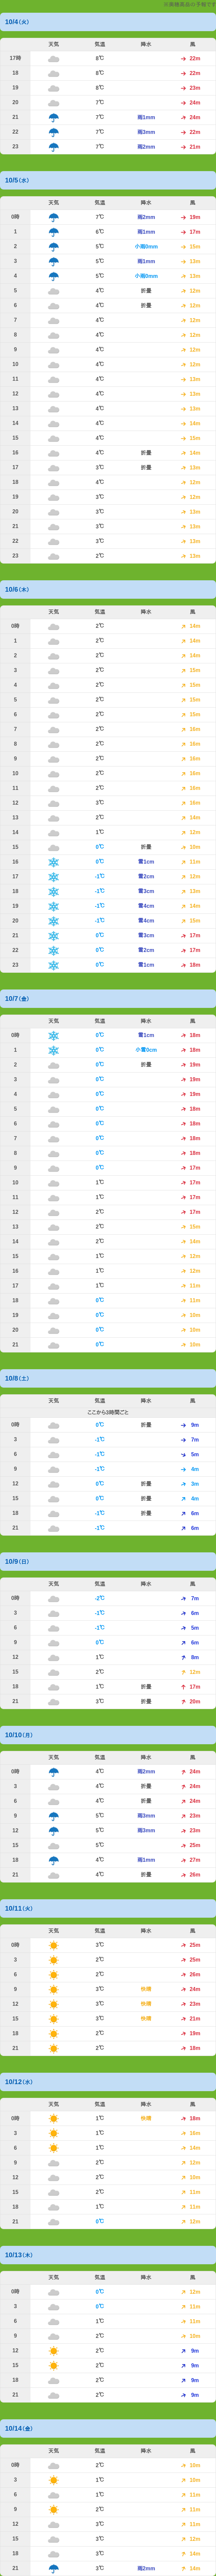 ※規模風速の予報です
10/4(火)
天気 気温 降水 風
17時 8℃ 22m
18 8℃ 22m
19 8℃ 23m
20 7℃ 24m
21 7℃ 雨1mm 24m
22 7℃ 雨3mm 22m
23 7℃ 雨2mm 21m
10/5(水)
天気 気温 降水 風
0時 7℃ 雨2mm 19m
1 6℃ 雨1mm 17m
2 5℃ 小雨0mm 15m
3 5℃ 雨1mm 13m
4 5℃ 小雨0mm 13m
5 4℃ 折曇 12m
6 4℃ 折曇 12m
7 4℃ 12m
8 4℃ 12m
9 4℃ 12m
10 4℃ 12m
11 4℃ 13m
12 4℃ 13m
13 4℃ 13m
14 4℃ 14m
15 4℃ 15m
16 4℃ 折曇 14m
17 3℃ 折曇 13m
18 4℃ 12m
19 3℃ 12m
20 3℃ 13m
21 3℃ 13m
22 3℃ 13m
23 2℃ 13m
10/6(木)
天気 気温 降水 風
0時 2℃ 14m
1 2℃ 14m
2 2℃ 14m
3 2℃ 15m
4 2℃ 15m
5 2℃ 15m
6 2℃ 15m
7 2℃ 16m
8 2℃ 16m
9 2℃ 16m
10 2℃ 16m
11 2℃ 16m
12 3℃ 16m
13 2℃ 14m
14 1℃ 12m
15 0℃ 折曇 10m
16 0℃ 雪1cm 11m
17 -1℃ 雪2cm 12m
18 -1℃ 雪3cm 13m
19 -1℃ 雪4cm 14m
20 -1℃ 雪4cm 15m
21 0℃ 雪3cm 17m
22 0℃ 雪2cm 17m
23 0℃ 雪1cm 18m
10/7(金)
天気 気温 降水 風
0時 0℃ 雪1cm 18m
1 0℃ 小雪0cm 18m
2 0℃ 折曇 19m
3 0℃ 19m
4 0℃ 19m
5 0℃ 18m
6 0℃ 18m
7 0℃ 18m
8 0℃ 18m
9 0℃ 17m
10 1℃ 17m
11 1℃ 17m
12 2℃ 17m
13 2℃ 15m
14 2℃ 14m
15 1℃ 12m
16 1℃ 12m
17 1℃ 11m
18 0℃ 11m
19 0℃ 10m
20 0℃ 10m
21 0℃ 10m
10/8(土)
天気 気温 降水 風
ここから3時間ごと
0時 0℃ 折曇 9m
3 -1℃ 7m
6 -1℃ 5m
9 -1℃ 4m
12 0℃ 折曇 3m
15 0℃ 折曇 4m
18 -1℃ 折曇 6m
21 -1℃ 6m
10/9(日)
天気 気温 降水 風
0時 -2℃ 7m
3 -1℃ 6m
6 -1℃ 5m
9 0℃ 6m
12 1℃ 8m
15 2℃ 12m
18 1℃ 折曇 17m
21 3℃ 折曇 20m
10/10(月)
天気 気温 降水 風
0時 4℃ 雨2mm 24m
3 4℃ 折曇 24m
6 4℃ 折曇 24m
9 5℃ 雨3mm 23m
12 5℃ 雨3mm 23m
15 5℃ 25m
18 4℃ 雨1mm 27m
21 4℃ 折曇 26m
10/11(火)
天気 気温 降水 風
0時 3℃ 25m
3 2℃ 25m
6 2℃ 26m
9 3℃ 快晴 24m
12 3℃ 快晴 23m
15 3℃ 快晴 21m
18 2℃ 19m
21 2℃ 18m
10/12(水)
天気 気温 降水 風
0時 1℃ 快晴 18m
3 1℃ 16m
6 1℃ 14m
9 2℃ 12m
12 2℃ 10m
15 2℃ 11m
18 1℃ 11m
21 0℃ 12m
10/13(木)
天気 気温 降水 風
0時 0℃ 12m
3 0℃ 11m
6 1℃ 11m
9 2℃ 10m
12 2℃ 9m
15 2℃ 9m
18 2℃ 9m
21 2℃ 9m
10/14(金)
天気 気温 降水 風
0時 2℃ 10m
3 1℃ 10m
6 1℃ 11m
9 2℃ 11m
12 3℃ 11m
15 3℃ 12m
18 3℃ 14m
21 3℃ 雨2mm 14m